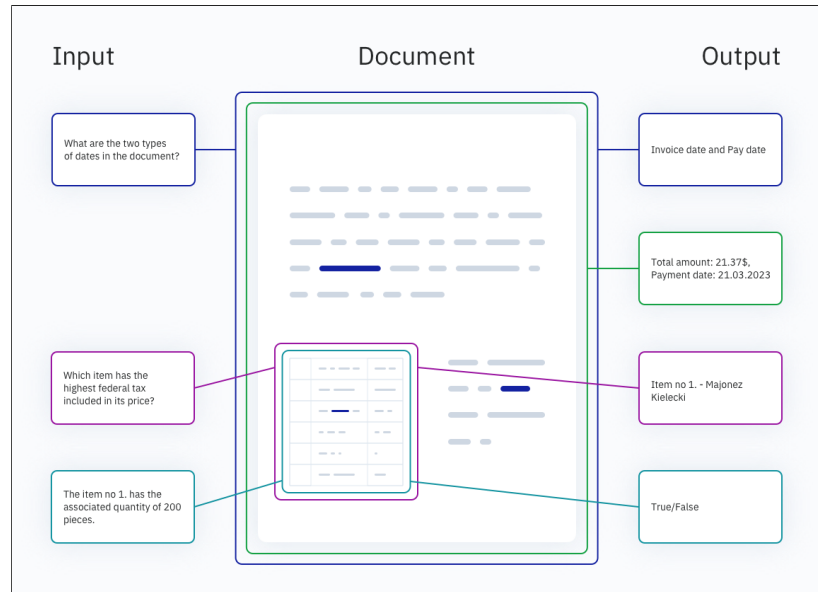 Input
Document
Output
What are the two types
of dates in the document?
Invoice date and Pay date
Total amount: 21.37$,
Payment date: 21.03.2023
Which item has the
highest federal tax
included in its price?
Item no 1. - Majonez
Kielecki
The item no 1. has the
associated quantity of 200
pieces.
True/False